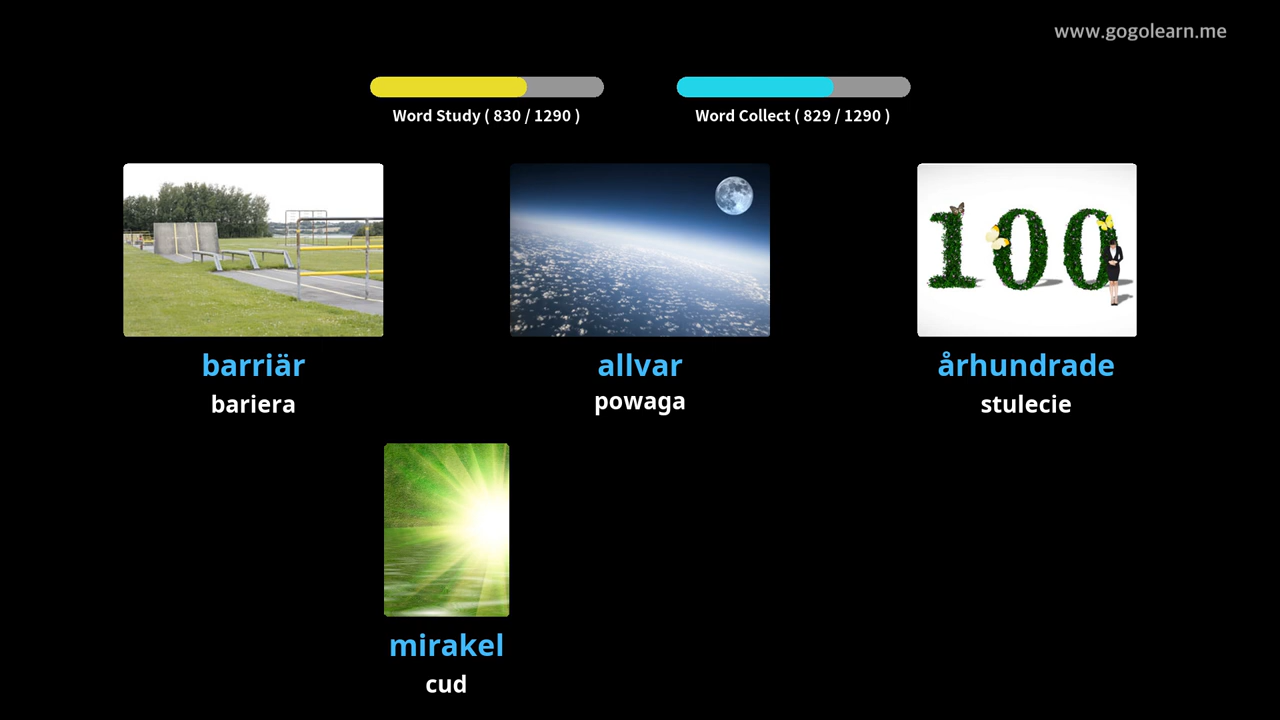 www.gogolearn.me
Word Study ( 830 / 1290 )
Word Collect ( 829 / 1290 )
100
barriär
allvar
århundrade
bariera
powaga
stulecie
mirakel
cud